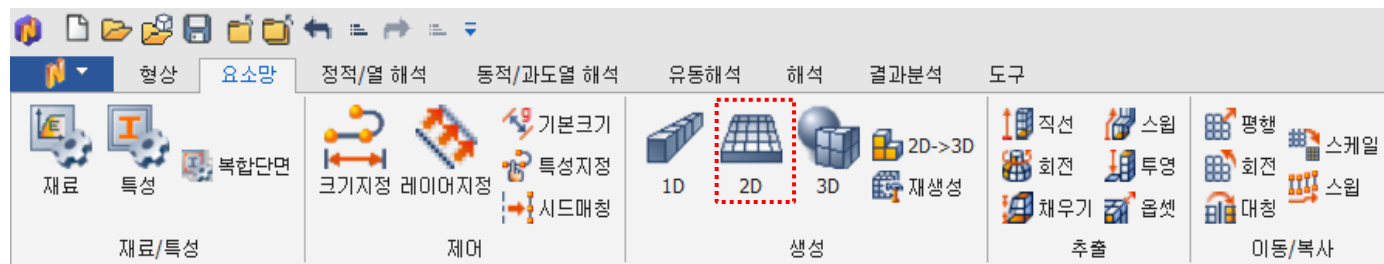 형상 요소망 정적/열 해석 동적/과도열 해석 유동해석 해석 결과분석 도구
재료 특성 복합단면
재료/특성
크기지정 레이어지정 기본크기
특성지정
시드매칭
제어
1D 2D 3D 2D->3D
재생성
생성
직선 스윕
회전 투영
채우기 옵셋
추출
평행 스케일
회전 스윕
대칭
이동/복사